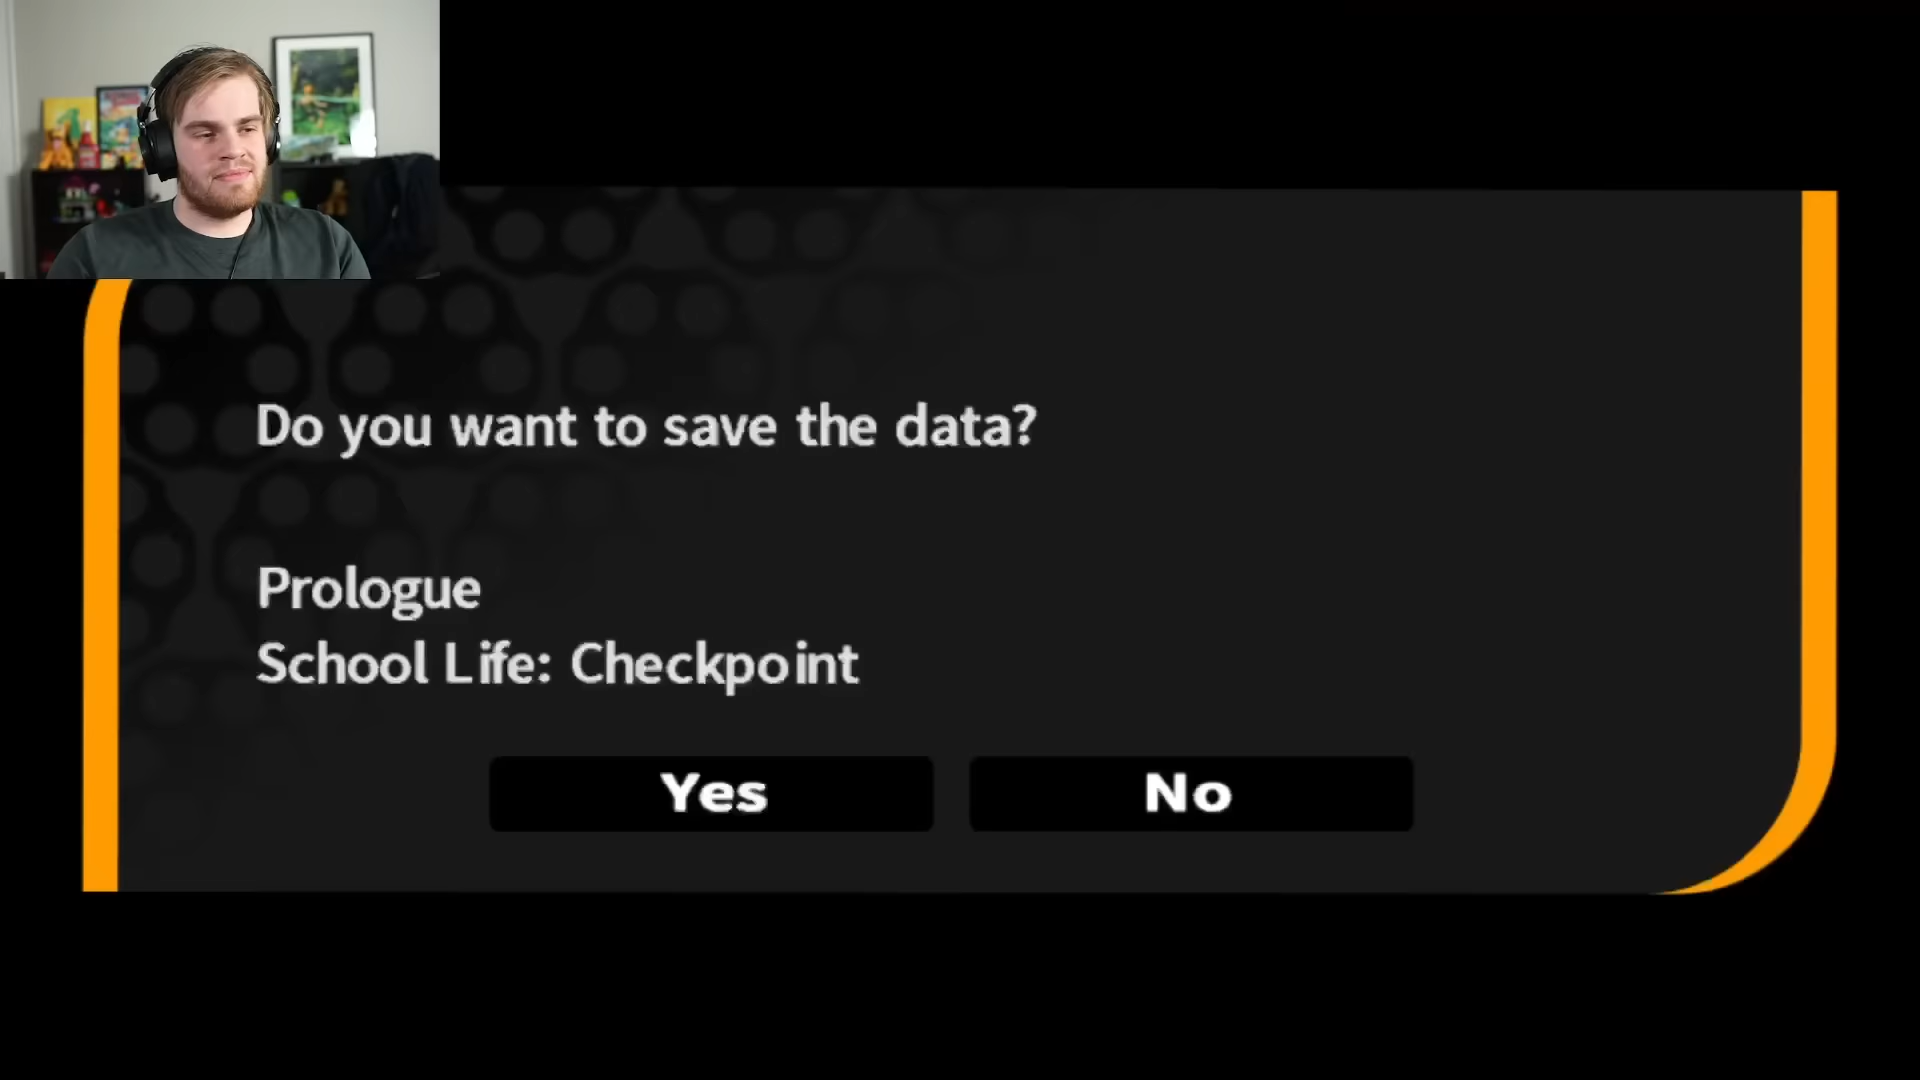 Do you want to save the data?
Prologue
School Life: Checkpoint
Yes
No